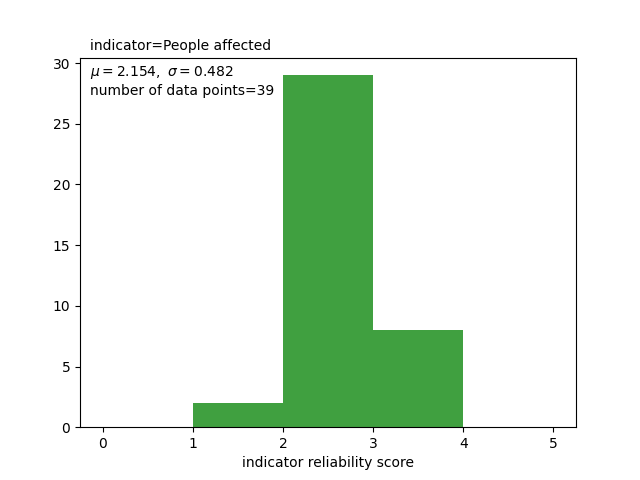 indicator=People affected
μ = 2.154, σ = 0.482
number of data points=39
30
25
20
15
10
5
0
0 1 2 3 4 5
indicator reliability score